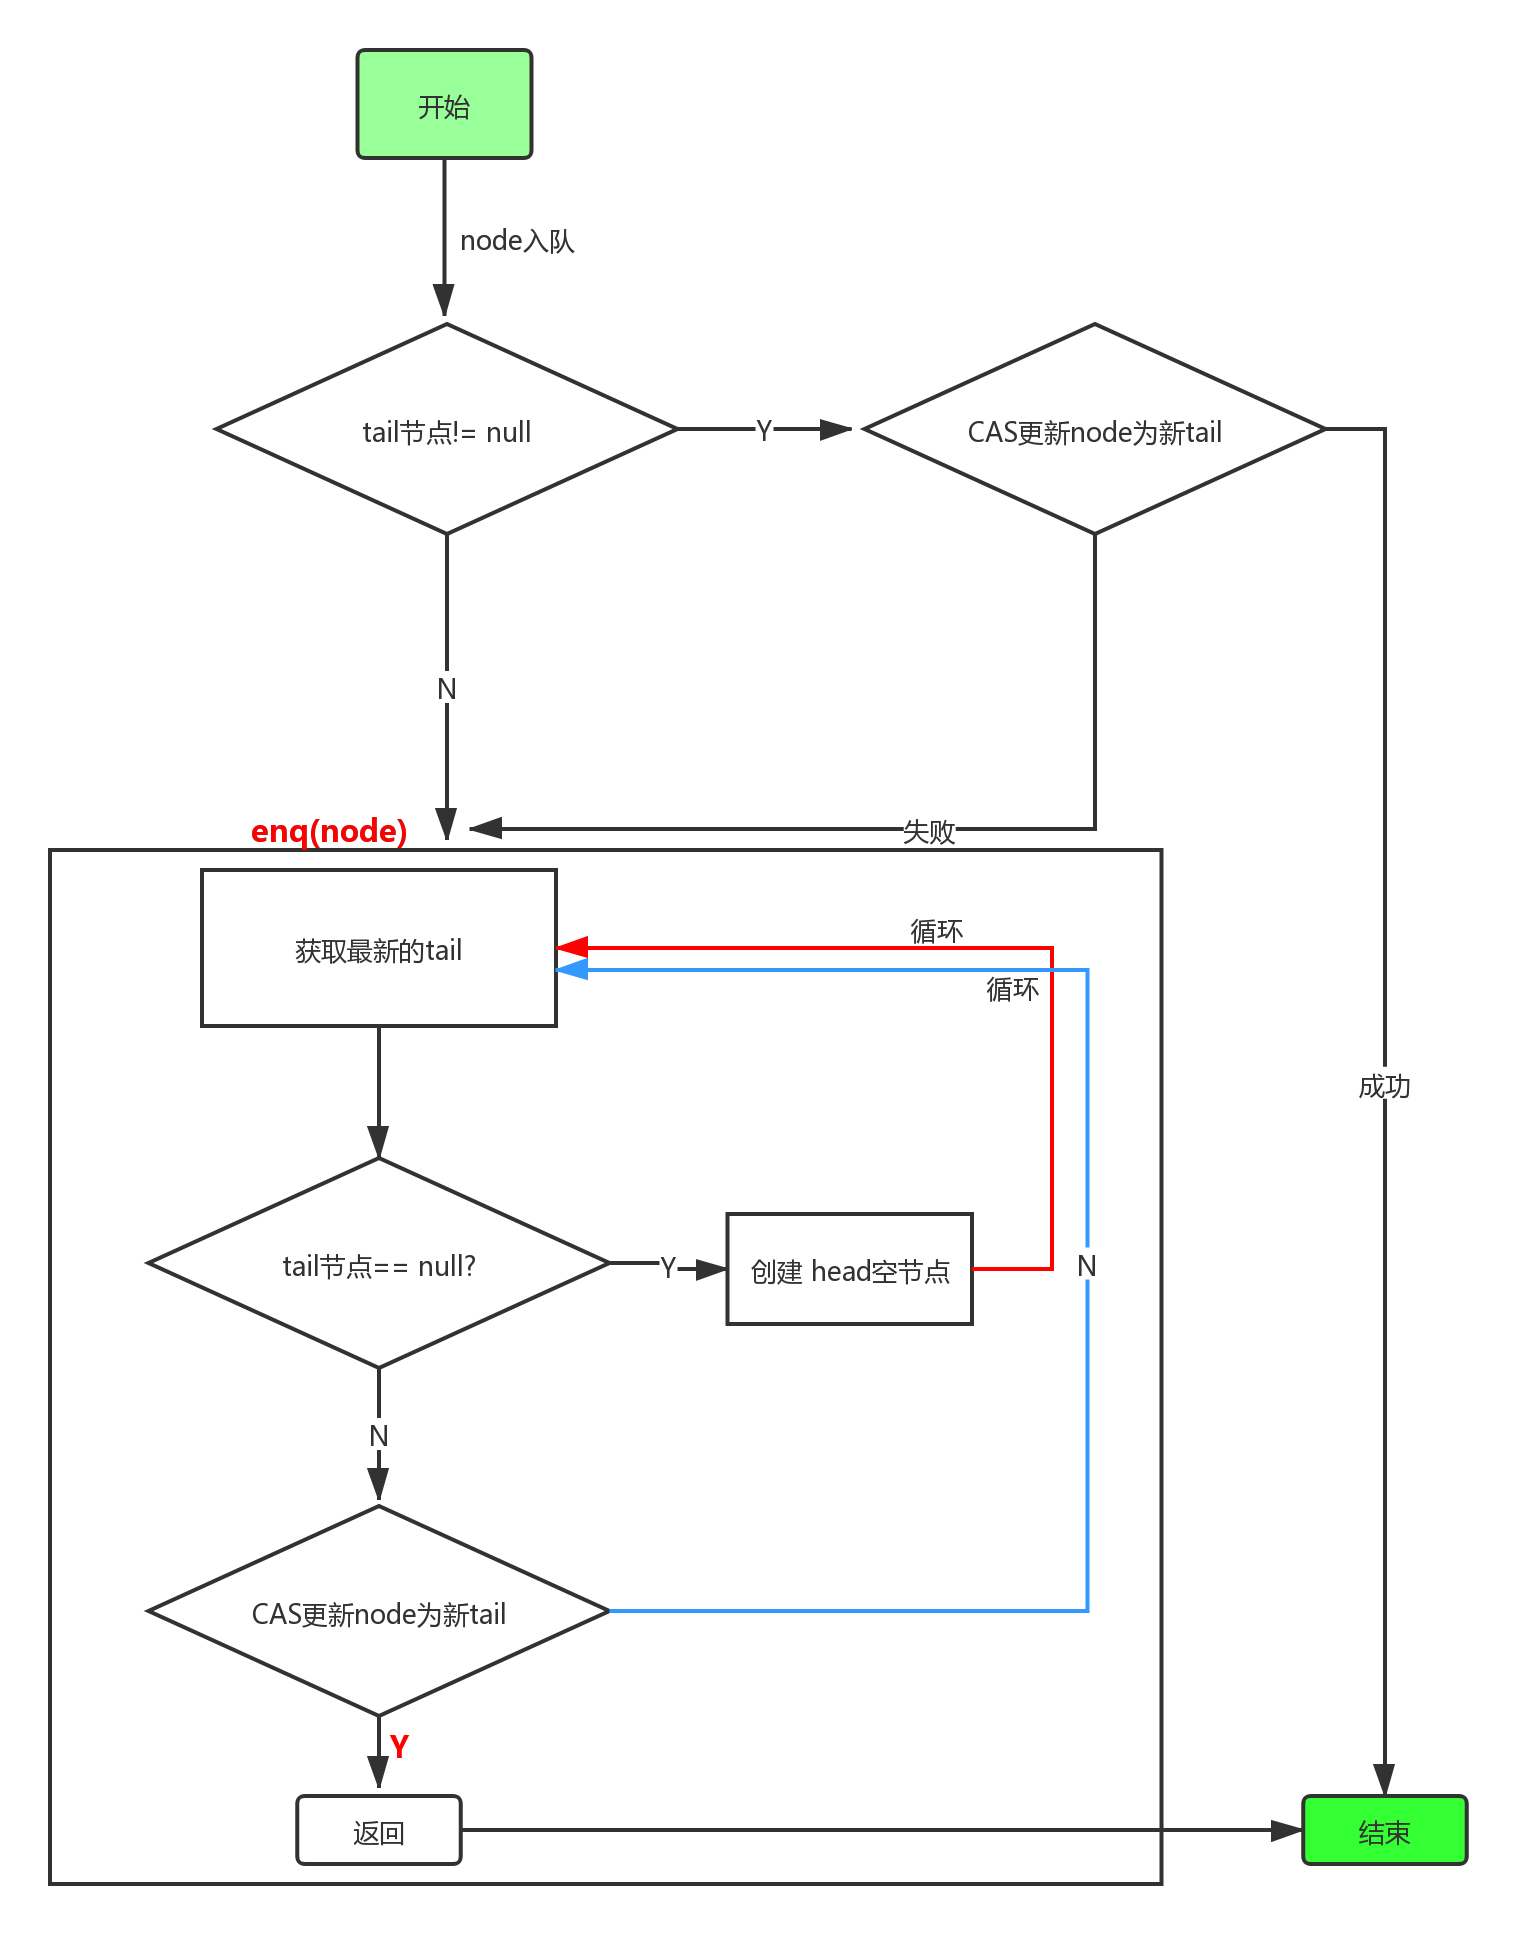 开始
node入队
tail节点!= null
Y
CAS更新node为新tail
N
enq(node)
失败
获取最新的tail
循环
循环
成功
tail节点== null?
Y
创建 head空节点
N
N
CAS更新node为新tail
Y
返回
结束